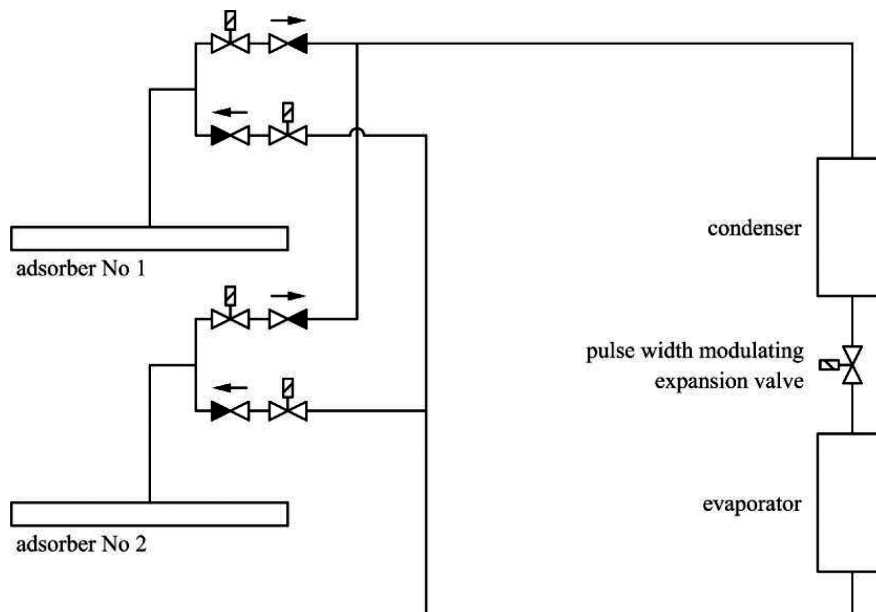 adsorber No 1
condenser
pulse width modulating
expansion valve
evaporator
adsorber No 2